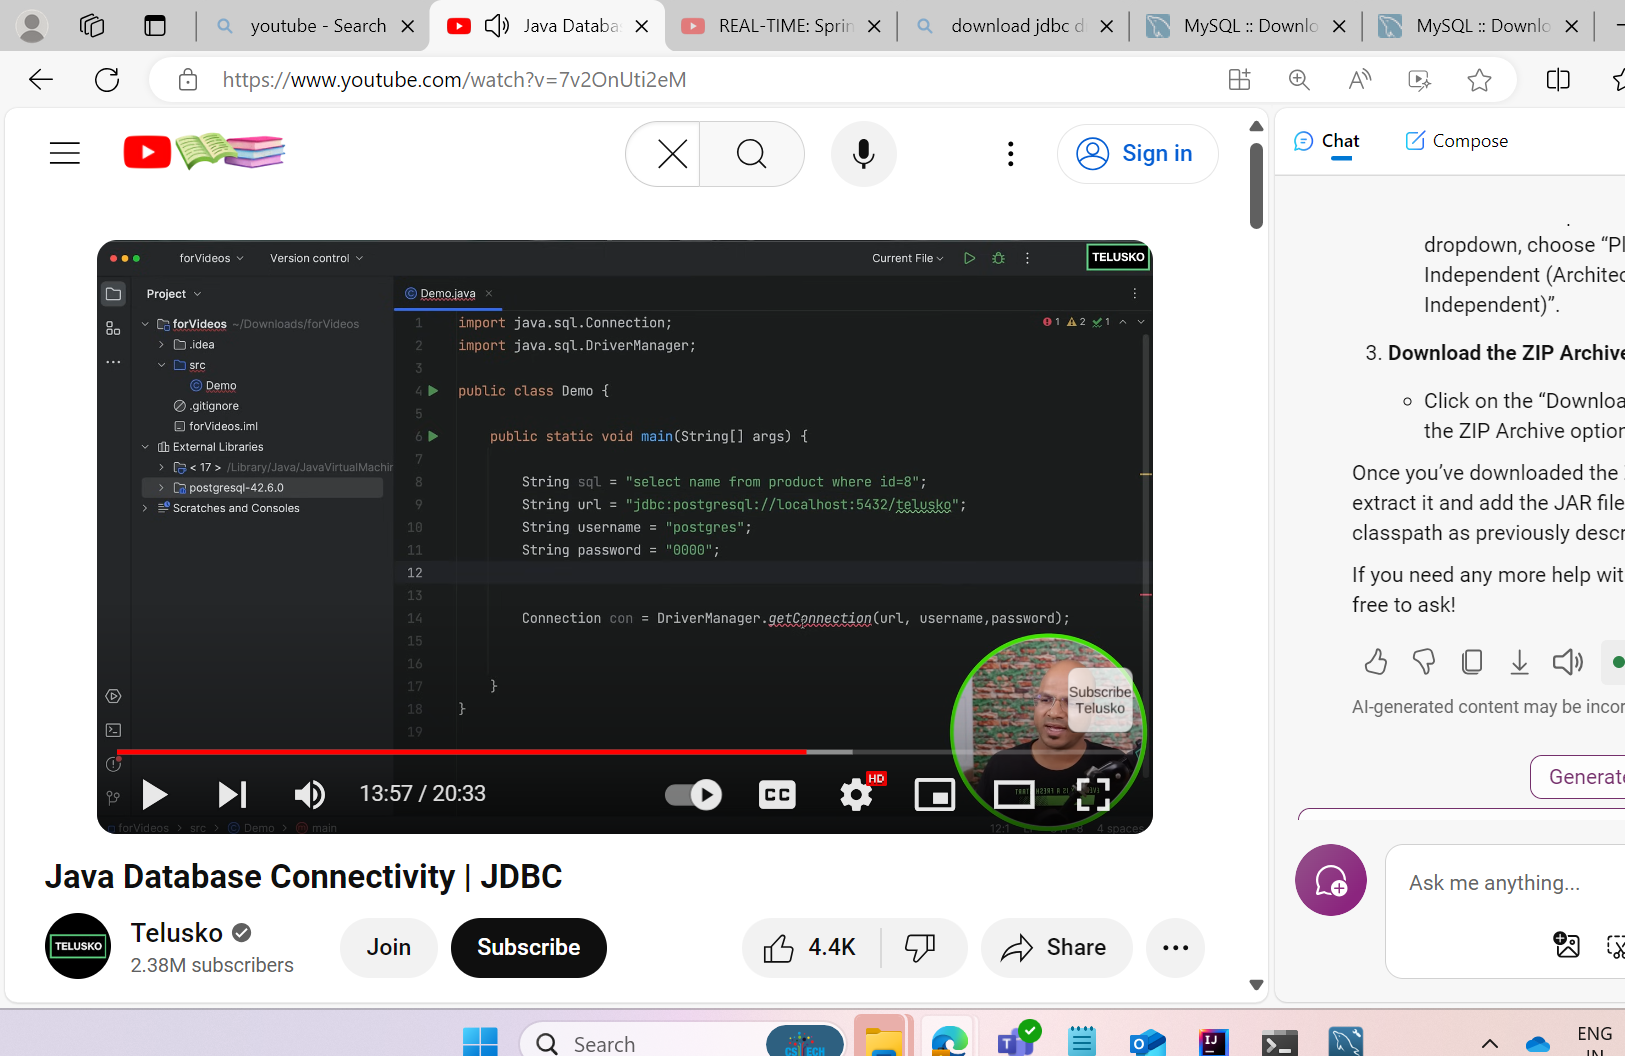 youtube - Search
Java Databa
REAL-TIME: Sprin
download jdbc d
MySQL :: Downlo
MySQL :: Downlo
https://www.youtube.com/watch?v=7v2OnUti2eM
Sign in
Chat
Compose
forVideos
Version control
Current File
TELUSKO
Project
Demo.java
forVideos ~/Downloads/forVideos
.idea
src
Demo
.gitignore
forVideos.iml
External Libraries
< 17 > /Library/Java/JavaVirtualMachin
postgresql-42.6.0
Scratches and Consoles
1 2 1
1 import java.sql.Connection;
2 import java.sql.DriverManager;
3
4 public class Demo {
5
6 public static void main(String[] args) {
7
8 String sql = "select name from product where id=8";
9 String url = "jdbc:postgresql://localhost:5432/telusko";
10 String username = "postgres";
11 String password = "0000";
12
13
14 Connection con = DriverManager.getConnection(url, username,password);
15
16
17 }
18 }
19
Subscribe
Telusko
13:57 / 20:33
CC
HD
forVideos > src > Demo > main
12:1
4 spaces
Java Database Connectivity | JDBC
TELUSKO
Telusko
2.38M subscribers
Join
Subscribe
4.4K
Share
dropdown, choose “Pl
Independent (Architec
Independent)”.
3. Download the ZIP Archive
Click on the “Downloa
the ZIP Archive option
Once you’ve downloaded the
extract it and add the JAR file
classpath as previously descr
If you need any more help wit
free to ask!
AI-generated content may be incor
Generate
Ask me anything...
Search
CSTECH
ENG
IN